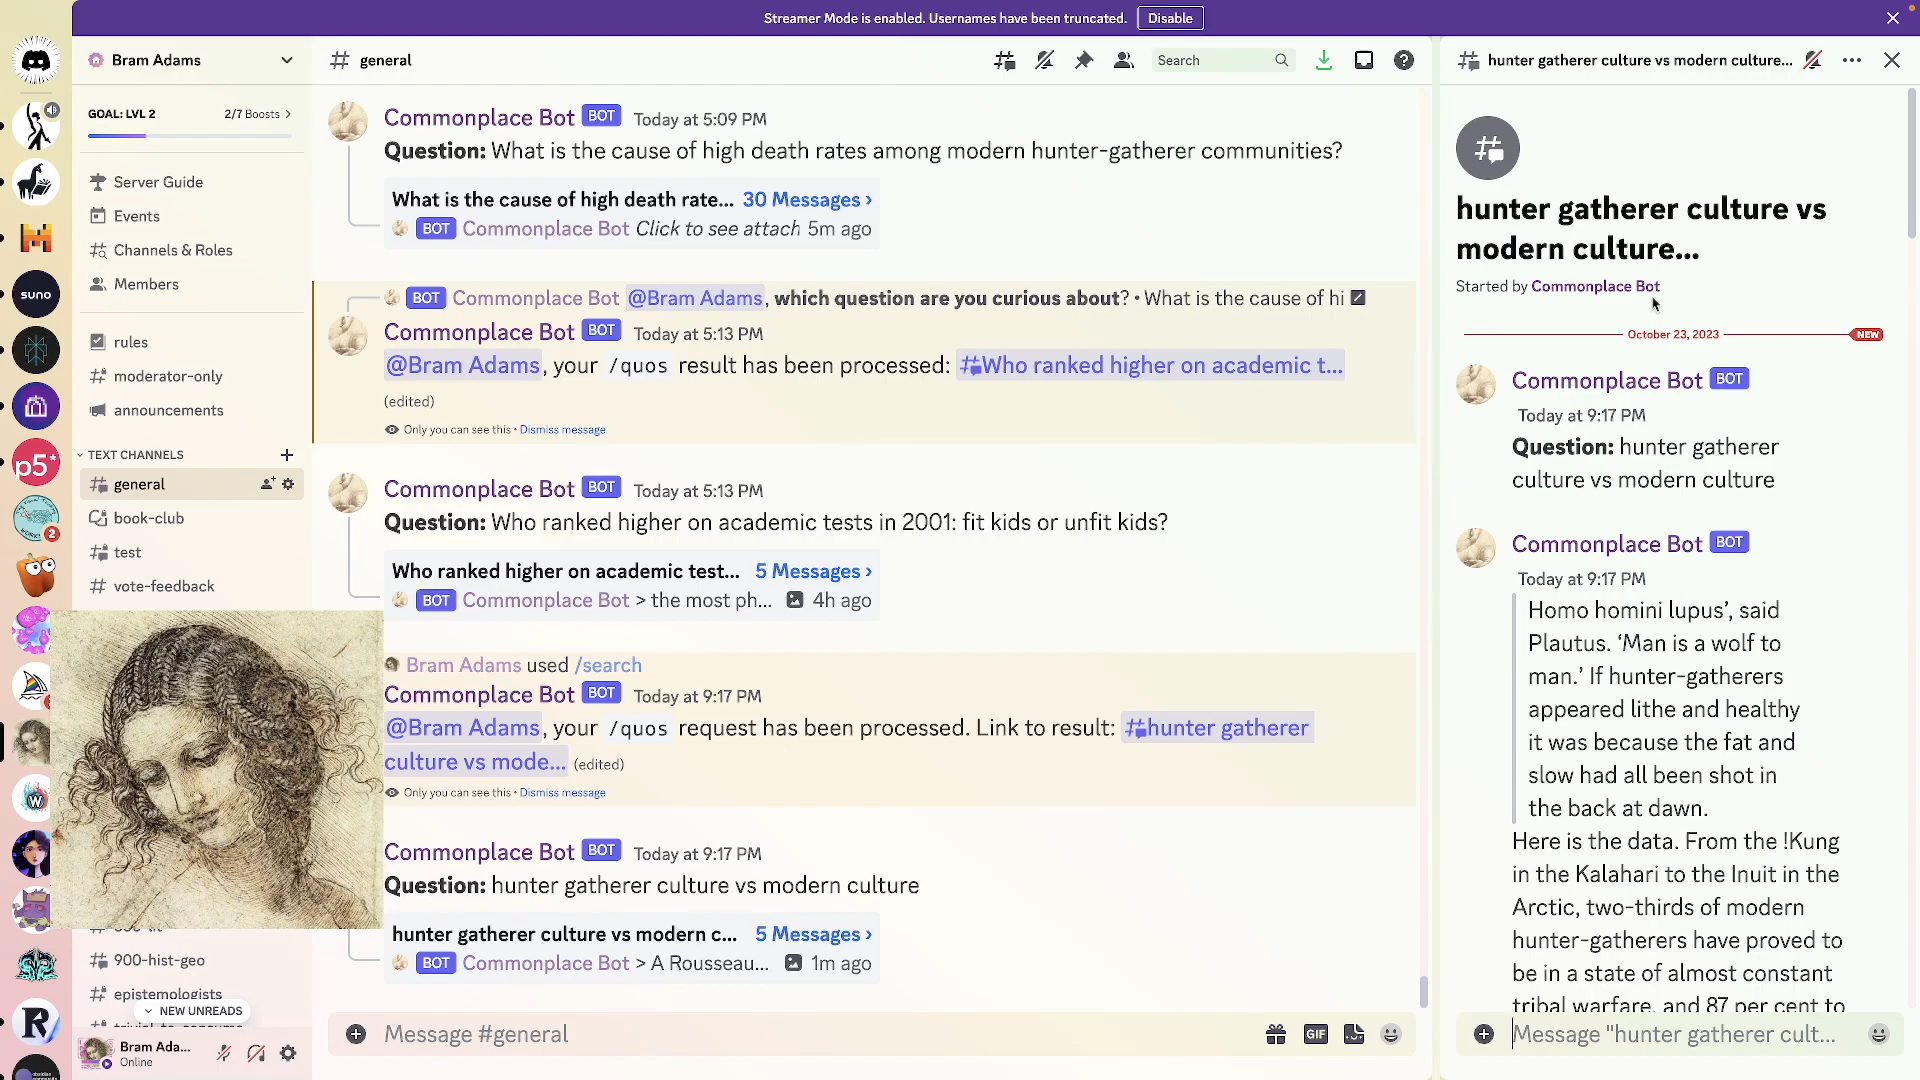 Streamer Mode is enabled. Usernames have been truncated. Disable
Bram Adams
GOAL: LVL 2 2/7 Boosts
Server Guide
Events
Channels & Roles
Members
rules
moderator-only
announcements
TEXT CHANNELS
general
book-club
test
vote-feedback
900-hist-geo
epistemologists
NEW UNREADS
Bram Ada...
Online
suno
p5*
2
W
R
general
Search
Commonplace Bot BOT Today at 5:09 PM
Question: What is the cause of high death rates among modern hunter-gatherer communities?
What is the cause of high death rate... 30 Messages ›
BOT Commonplace Bot Click to see attach 5m ago
BOT Commonplace Bot @Bram Adams, which question are you curious about? • What is the cause of hi
Commonplace Bot BOT Today at 5:13 PM
@Bram Adams, your /quos result has been processed: Who ranked higher on academic t...
(edited)
Only you can see this • Dismiss message
Commonplace Bot BOT Today at 5:13 PM
Question: Who ranked higher on academic tests in 2001: fit kids or unfit kids?
Who ranked higher on academic test... 5 Messages ›
BOT Commonplace Bot > the most ph... 4h ago
Bram Adams used /search
Commonplace Bot BOT Today at 9:17 PM
@Bram Adams, your /quos request has been processed. Link to result: hunter gatherer
culture vs mode... (edited)
Only you can see this • Dismiss message
Commonplace Bot BOT Today at 9:17 PM
Question: hunter gatherer culture vs modern culture
hunter gatherer culture vs modern c... 5 Messages ›
BOT Commonplace Bot > A Rousseau... 1m ago
Message #general
GIF
hunter gatherer culture vs modern culture...
hunter gatherer culture vs
modern culture...
Started by Commonplace Bot
October 23, 2023 NEW
Commonplace Bot BOT
Today at 9:17 PM
Question: hunter gatherer
culture vs modern culture
Commonplace Bot BOT
Today at 9:17 PM
Homo homini lupus’, said
Plautus. ‘Man is a wolf to
man.’ If hunter-gatherers
appeared lithe and healthy
it was because the fat and
slow had all been shot in
the back at dawn.
Here is the data. From the !Kung
in the Kalahari to the Inuit in the
Arctic, two-thirds of modern
hunter-gatherers have proved to
be in a state of almost constant
tribal warfare, and 87 per cent to
Message "hunter gatherer cult...